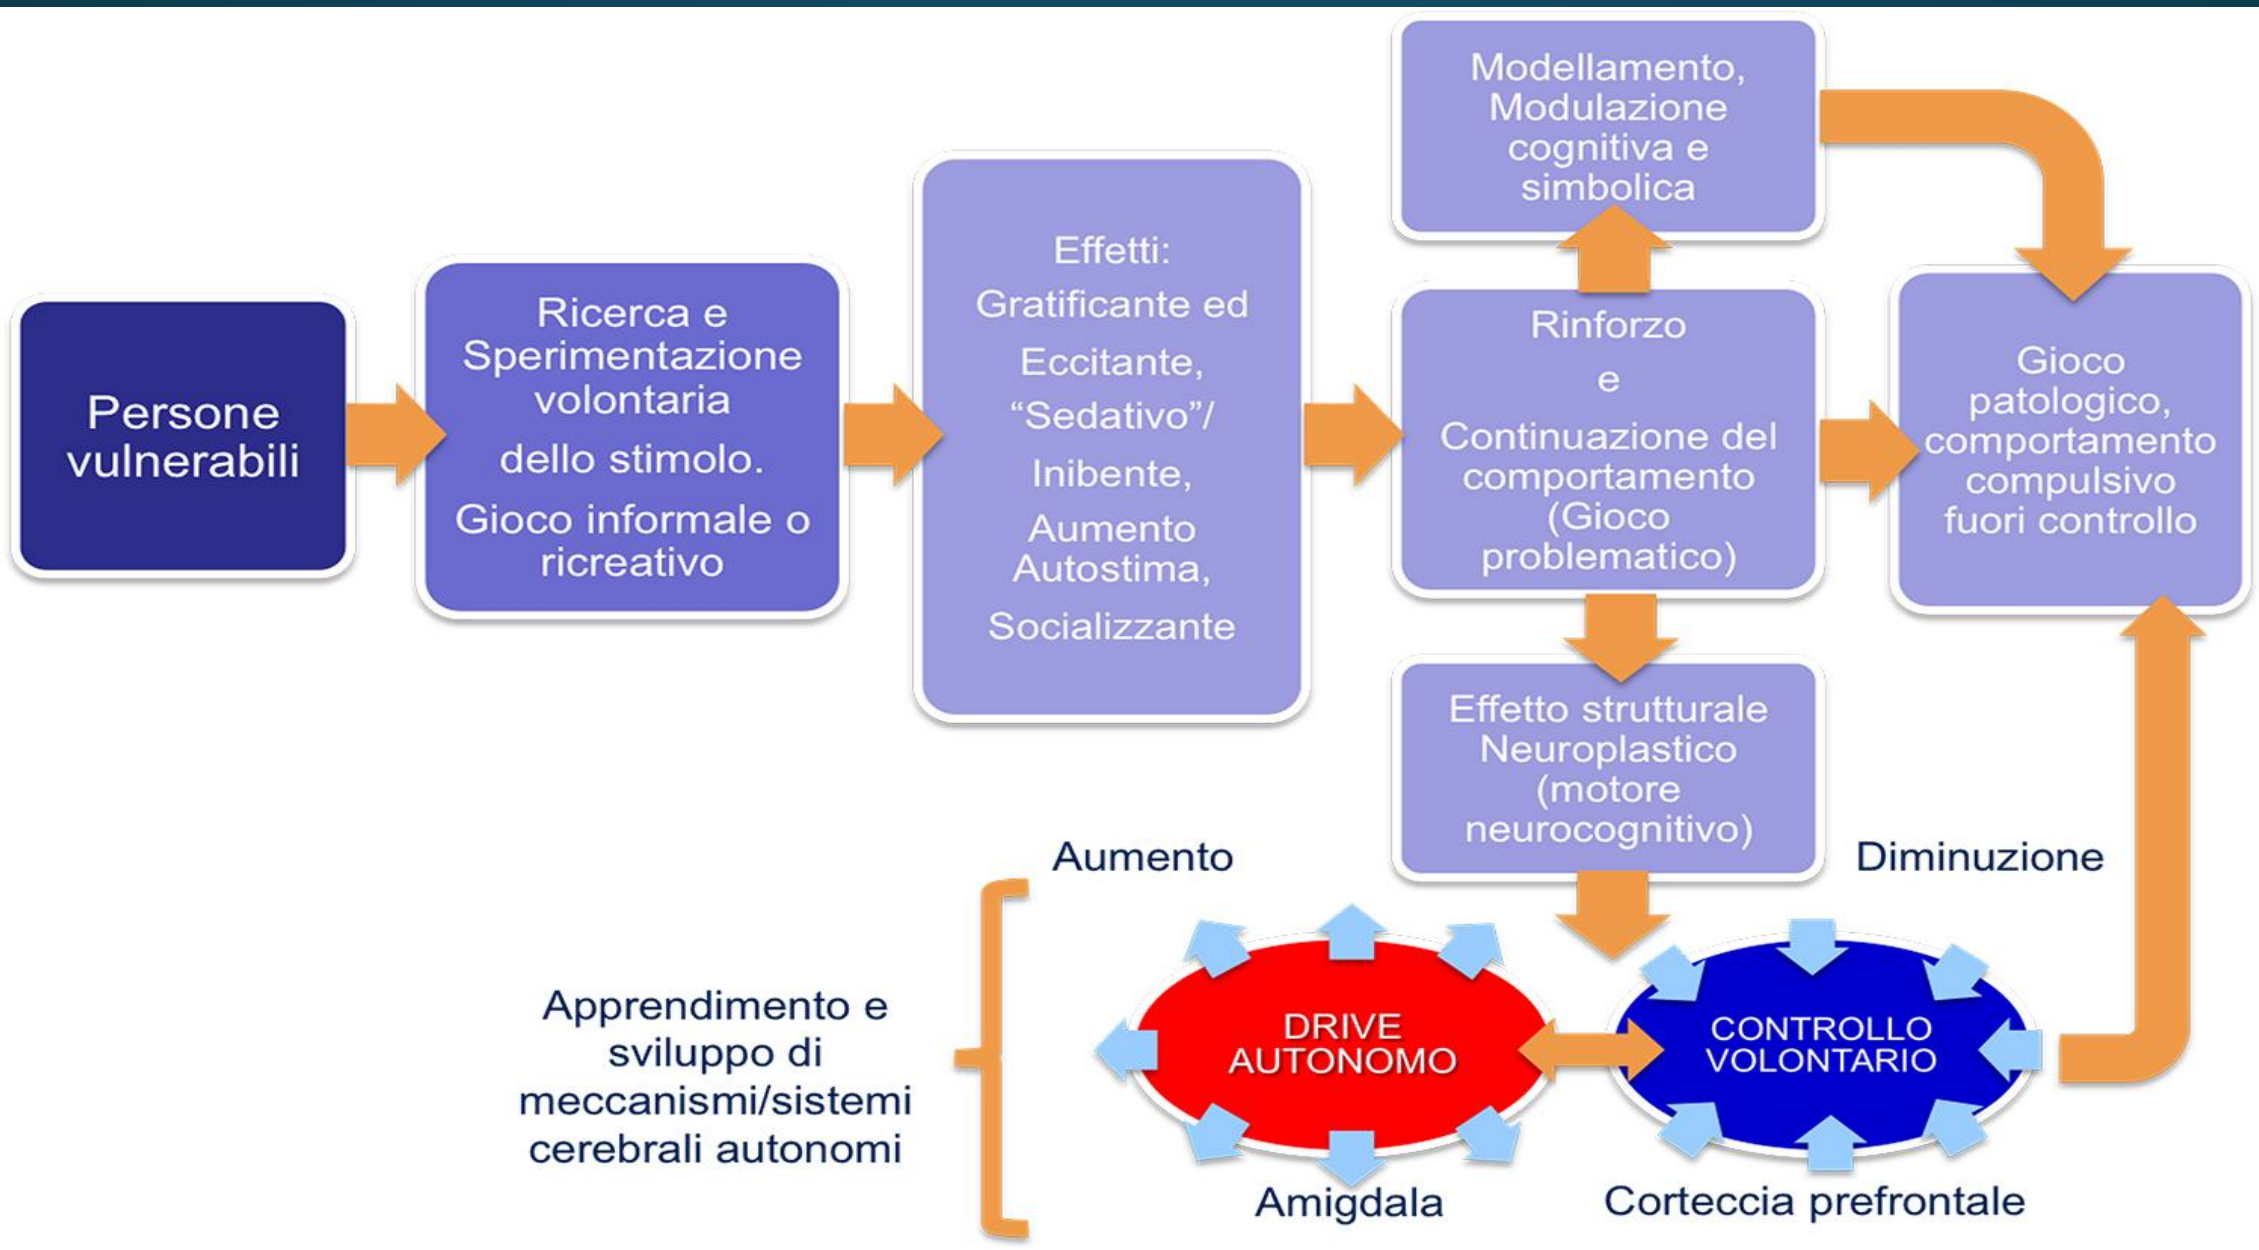 Persone
vulnerabili
Ricerca e
Sperimentazione
volontaria
dello stimolo.
Gioco informale o
ricreativo
Effetti:
Gratificante ed
Eccitante,
“Sedativo”/
Inibente,
Aumento
Autostima,
Socializzante
Modellamento,
Modulazione
cognitiva e
simbolica
Rinforzo
e
Continuazione del
comportamento
(Gioco
problematico)
Gioco
patologico,
comportamento
compulsivo
fuori controllo
Effetto strutturale
Neuroplastico
(motore
neurocognitivo)
Aumento
Diminuzione
Apprendimento e
sviluppo di
meccanismi/sistemi
cerebrali autonomi
DRIVE
AUTONOMO
CONTROLLO
VOLONTARIO
Amigdala
Corteccia prefrontale